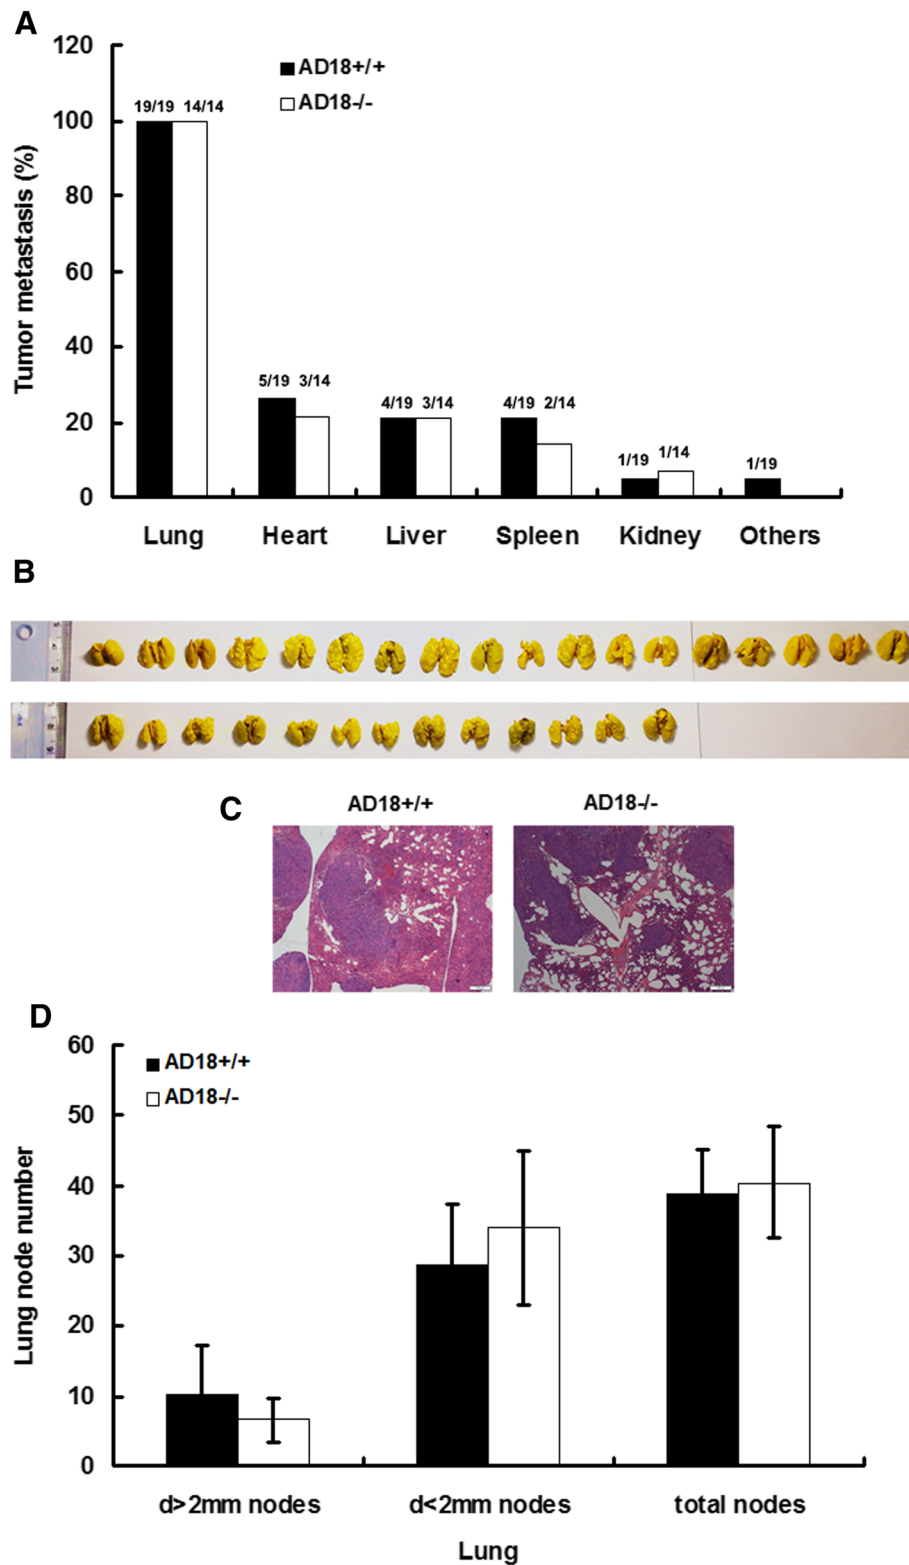 A
120
100
80
60
40
20
0
Tumor metastasis (%)
AD18+/+
AD18-/-
19/19 14/14
5/19 3/14
4/19 3/14
4/19 2/14
1/19 1/14
1/19
Lung Heart Liver Spleen Kidney Others
B
C
AD18+/+ AD18-/-
D
60
50
40
30
20
10
0
Lung node number
AD18+/+
AD18-/-
d>2mm nodes d<2mm nodes total nodes
Lung